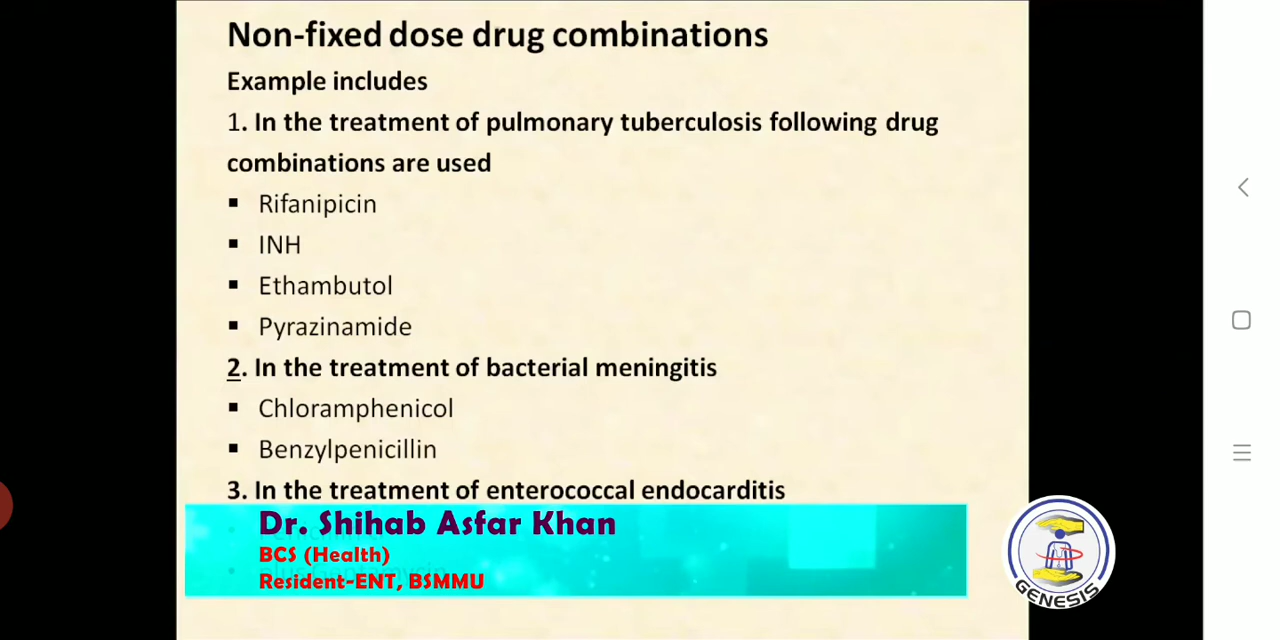 Non-fixed dose drug combinations
Example includes
1. In the treatment of pulmonary tuberculosis following drug
combinations are used
▪ Rifanipicin
▪ INH
▪ Ethambutol
▪ Pyrazinamide
2. In the treatment of bacterial meningitis
▪ Chloramphenicol
▪ Benzylpenicillin
3. In the treatment of enterococcal endocarditis
Dr. Shihab Asfar Khan
BCS (Health)
Resident-ENT, BSMMU
GENESIS